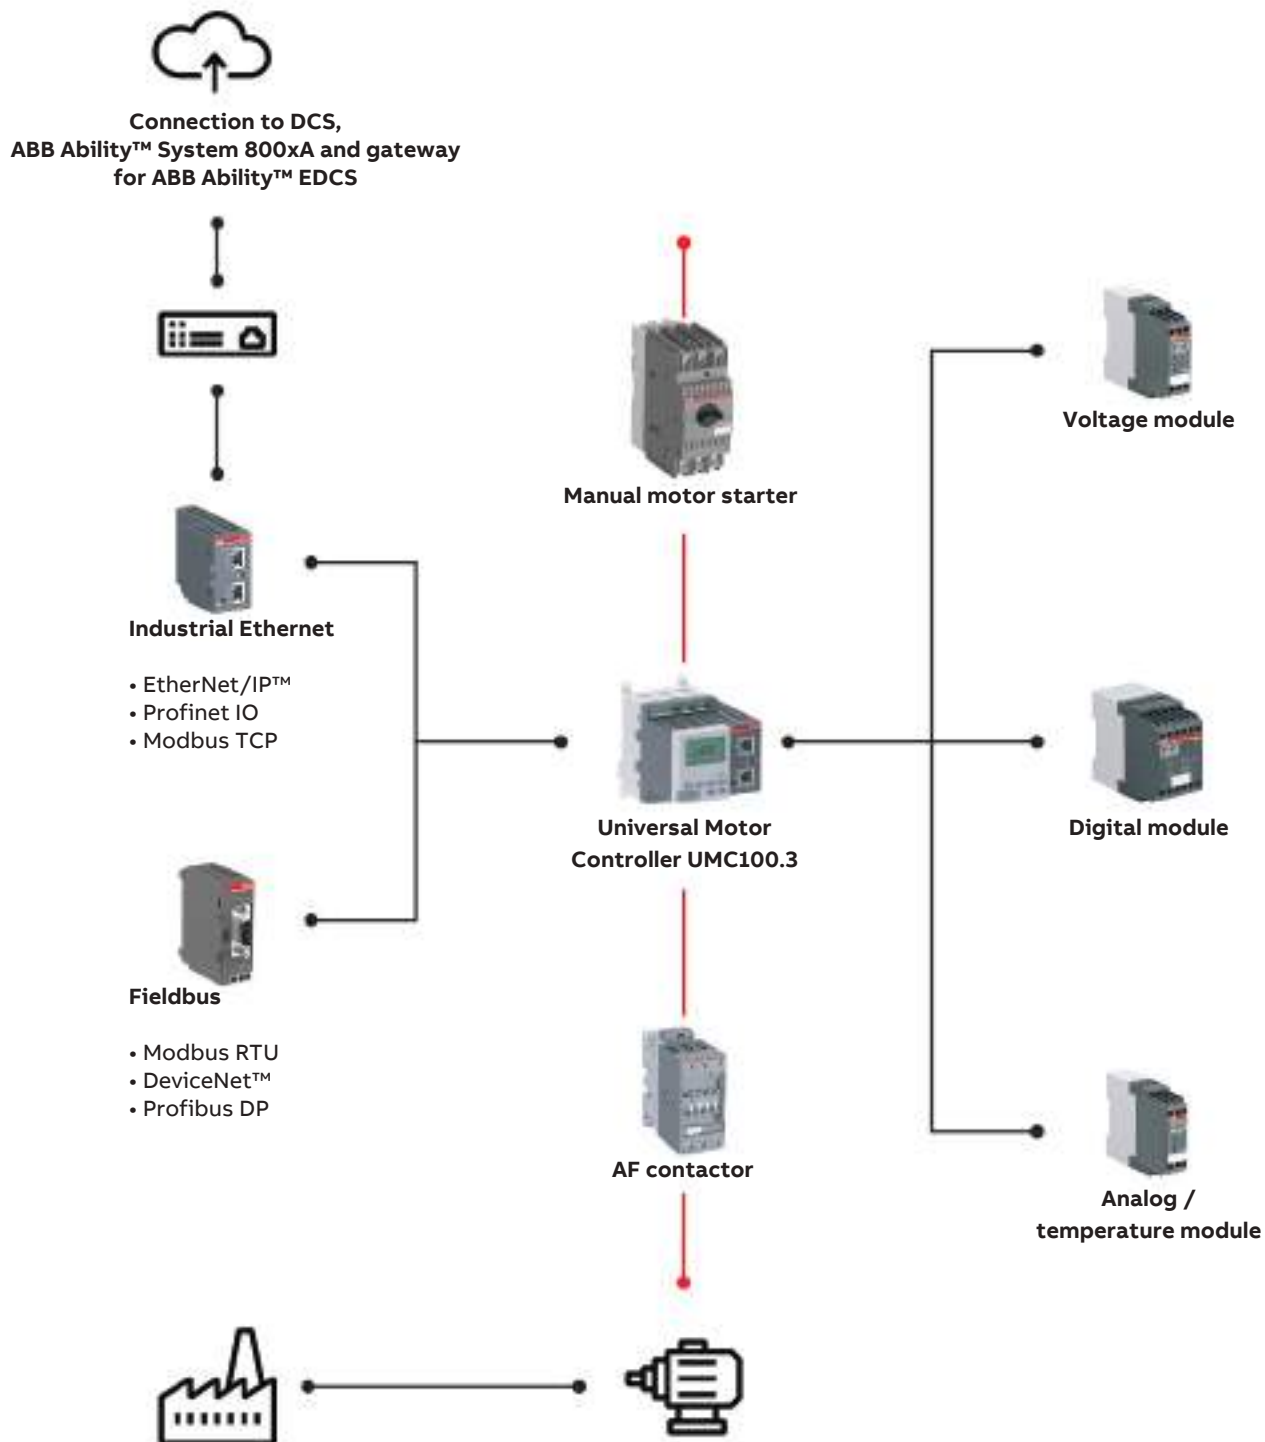 Connection to DCS,
ABB Ability™ System 800xA and gateway
for ABB Ability™ EDCS
Manual motor starter
Voltage module
Industrial Ethernet
• EtherNet/IP™
• Profinet IO
• Modbus TCP
Universal Motor
Controller UMC100.3
Digital module
Fieldbus
• Modbus RTU
• DeviceNet™
• Profibus DP
AF contactor
Analog /
temperature module